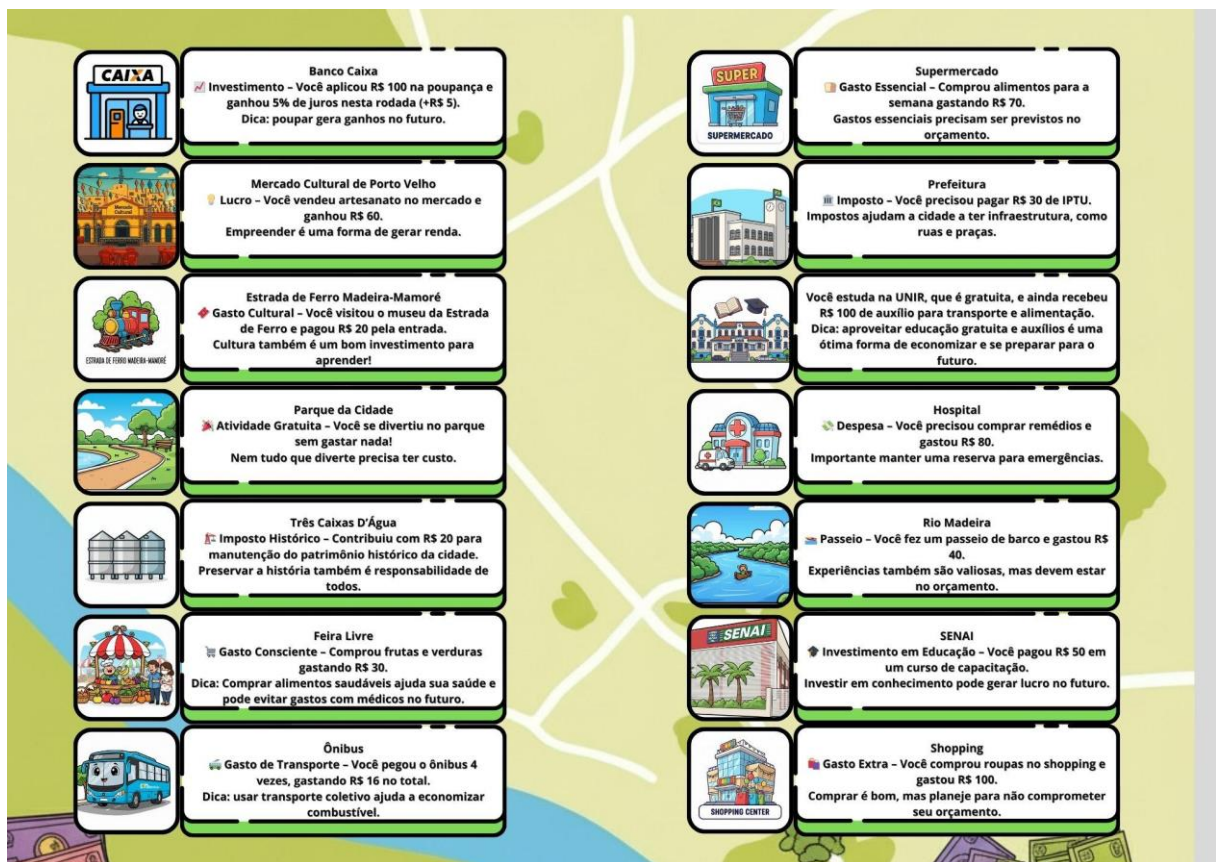 CAIXA
Banco Caixa
📈 Investimento – Você aplicou R$ 100 na poupança e
ganhou 5% de juros nesta rodada (+R$ 5).
Dica: poupar gera ganhos no futuro.
Mercado
Cultural
Mercado Cultural de Porto Velho
💡 Lucro – Você vendeu artesanato no mercado e
ganhou R$ 60.
Empreender é uma forma de gerar renda.
ESTRADA DE FERRO MADEIRA-MAMORÉ
Estrada de Ferro Madeira-Mamoré
Gasto Cultural – Você visitou o museu da Estrada
de Ferro e pagou R$ 20 pela entrada.
Cultura também é um bom investimento para
aprender!
Parque da Cidade
Atividade Gratuita – Você se divertiu no parque
sem gastar nada!
Nem tudo que diverte precisa ter custo.
Três Caixas D’Água
Imposto Histórico – Contribuiu com R$ 20 para
manutenção do patrimônio histórico da cidade.
Preservar a história também é responsabilidade de
todos.
Feira Livre
🛒 Gasto Consciente – Comprou frutas e verduras
gastando R$ 30.
Dica: Comprar alimentos saudáveis ajuda sua saúde e
pode evitar gastos com médicos no futuro.
Ônibus
Gasto de Transporte – Você pegou o ônibus 4
vezes, gastando R$ 16 no total.
Dica: usar transporte coletivo ajuda a economizar
combustível.
SUPER
SUPERMERCADO
Supermercado
Gasto Essencial – Comprou alimentos para a
semana gastando R$ 70.
Gastos essenciais precisam ser previstos no
orçamento.
Prefeitura
🏛 Imposto – Você precisou pagar R$ 30 de IPTU.
Impostos ajudam a cidade a ter infraestrutura, como
ruas e praças.
Você estuda na UNIR, que é gratuita, e ainda recebeu
R$ 100 de auxílio para transporte e alimentação.
Dica: aproveitar educação gratuita e auxílios é uma
ótima forma de economizar e se preparar para o
futuro.
Hospital
💸 Despesa – Você precisou comprar remédios e
gastou R$ 80.
Importante manter uma reserva para emergências.
Rio Madeira
Passeio – Você fez um passeio de barco e gastou R$
40.
Experiências também são valiosas, mas devem estar
no orçamento.
SENAI
SENAI
🎓 Investimento em Educação – Você pagou R$ 50 em
um curso de capacitação.
Investir em conhecimento pode gerar lucro no futuro.
SHOPPING CENTER
Shopping
🛍 Gasto Extra – Você comprou roupas no shopping e
gastou R$ 100.
Comprar é bom, mas planeje para não comprometer
seu orçamento.